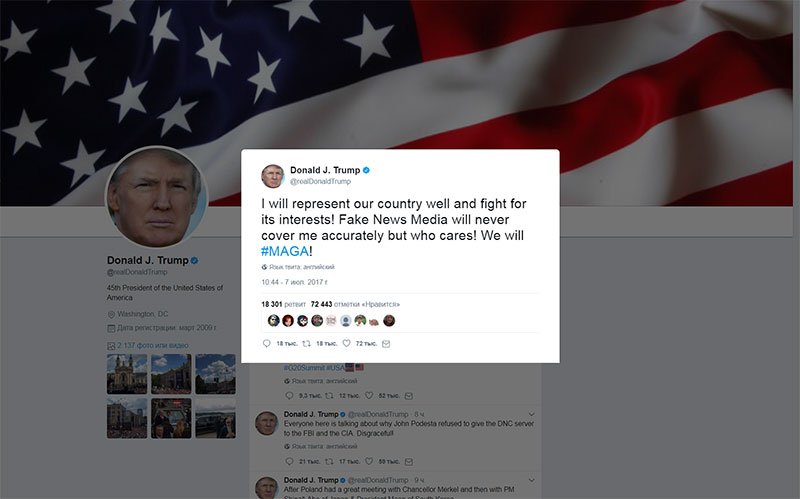 Donald J. Trump
@realDonaldTrump
I will represent our country well and fight for
its interests! Fake News Media will never
cover me accurately but who cares! We will
#MAGA!
Язык твита: английский
10:44 - 7 июл. 2017 г.
18 301 ретвит 72 443 отметки «Нравится»
18 тыс. 18 тыс. 72 тыс.
Donald J. Trump
@realDonaldTrump
45th President of the United States of
America
Washington, DC
Дата регистрации: март 2009 г.
2 137 фото или видео
#G20Summit #USA
Язык твита: английский
9,3 тыс. 12 тыс. 52 тыс.
Donald J. Trump @realDonaldTrump · 8 ч.
Everyone here is talking about why John Podesta refused to give the DNC server
to the FBI and the CIA. Disgraceful!
Язык твита: английский
21 тыс. 17 тыс. 50 тыс.
Donald J. Trump @realDonaldTrump · 9 ч.
After Poland had a great meeting with Chancellor Merkel and then with PM